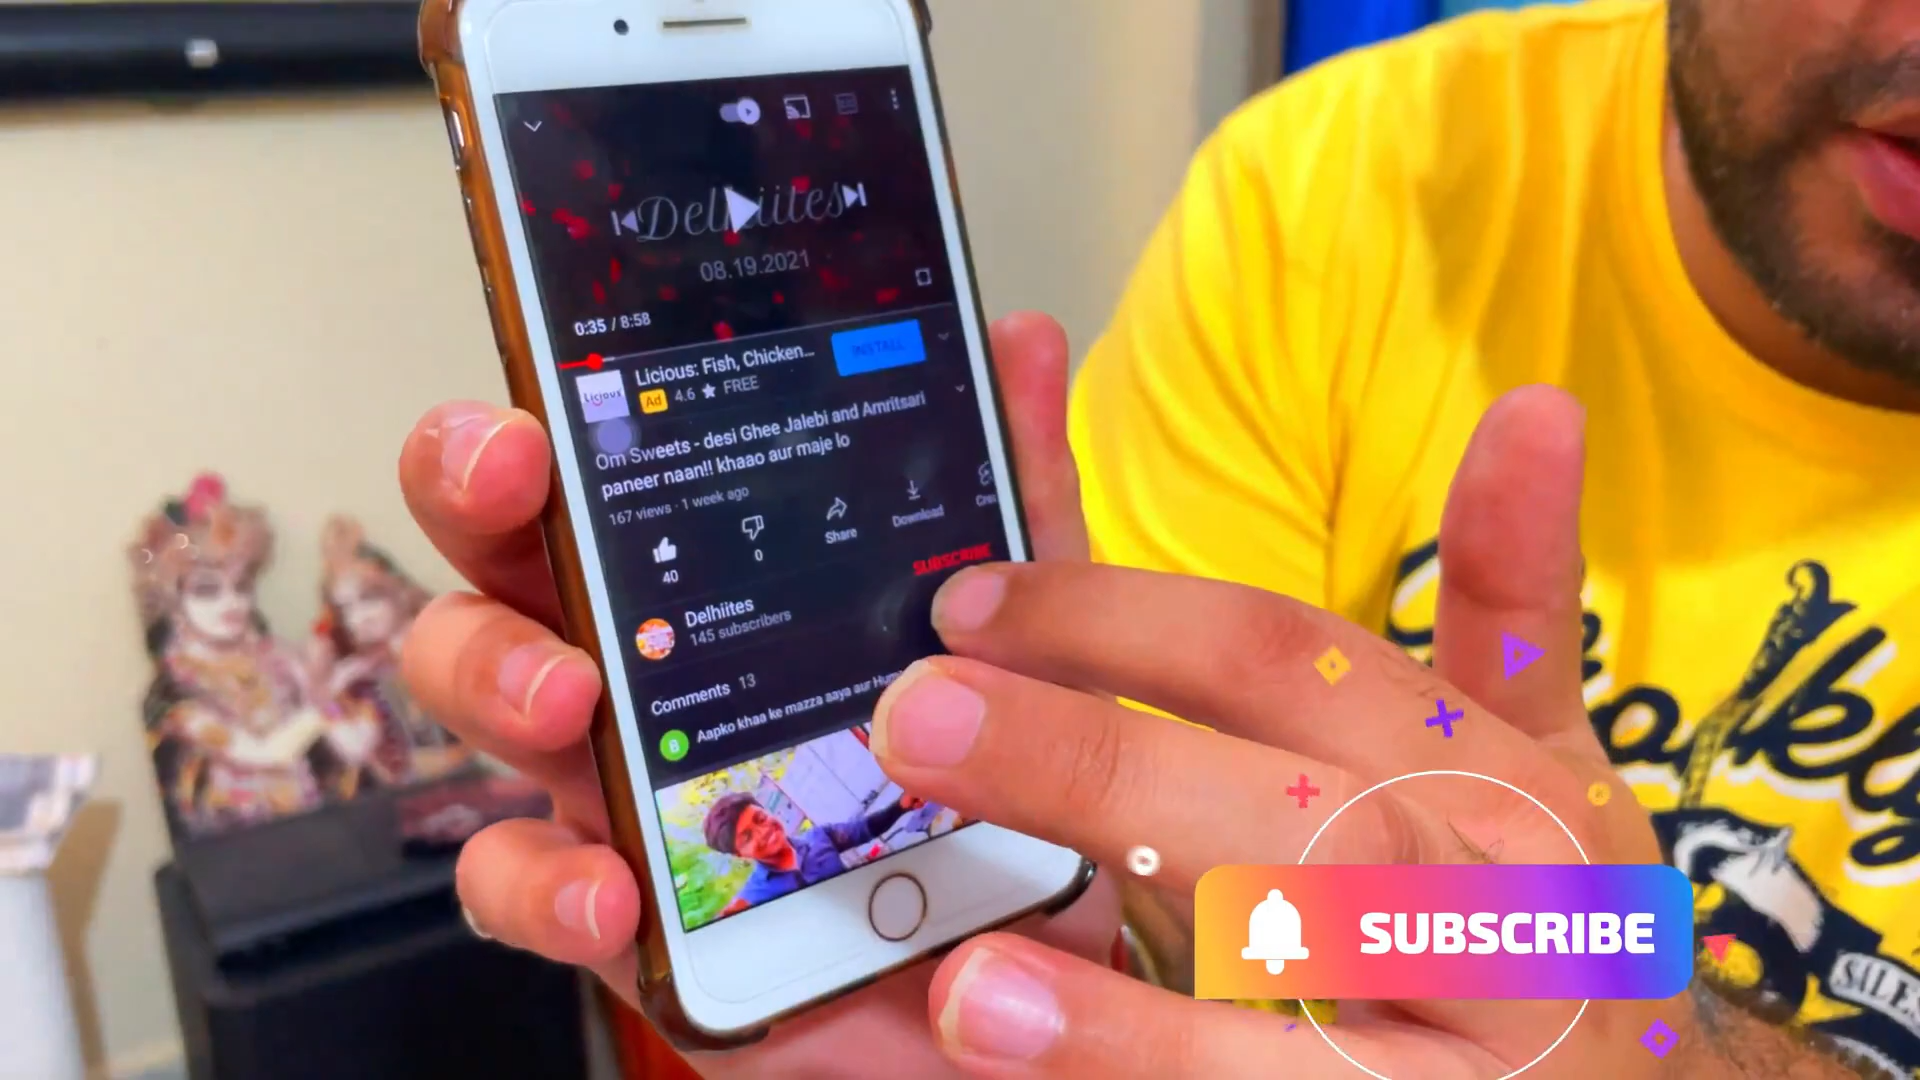 Delhiites
08.19.2021
0:35 / 8:58
Licious: Fish, Chicken...
INSTALL
Licious
Ad 4.6 ★ FREE
Om Sweets - desi Ghee Jalebi and Amritsari
paneer naan!! khaao aur maje lo
167 views · 1 week ago
40
0
Share
Download
SUBSCRIBE
Delhiites
145 subscribers
Comments 13
B
Aapko khaa ke mazza aaya aur
SUBSCRIBE